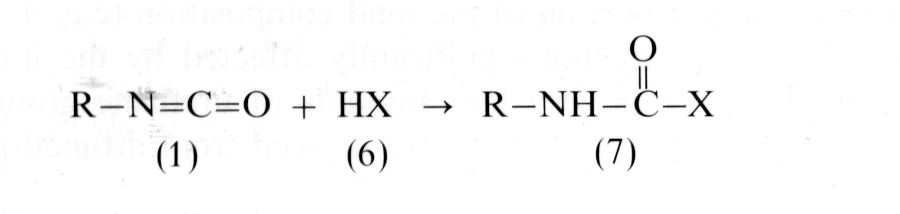 O
R-N=C=O + HX → R-NH-C-X
(1) (6) (7)